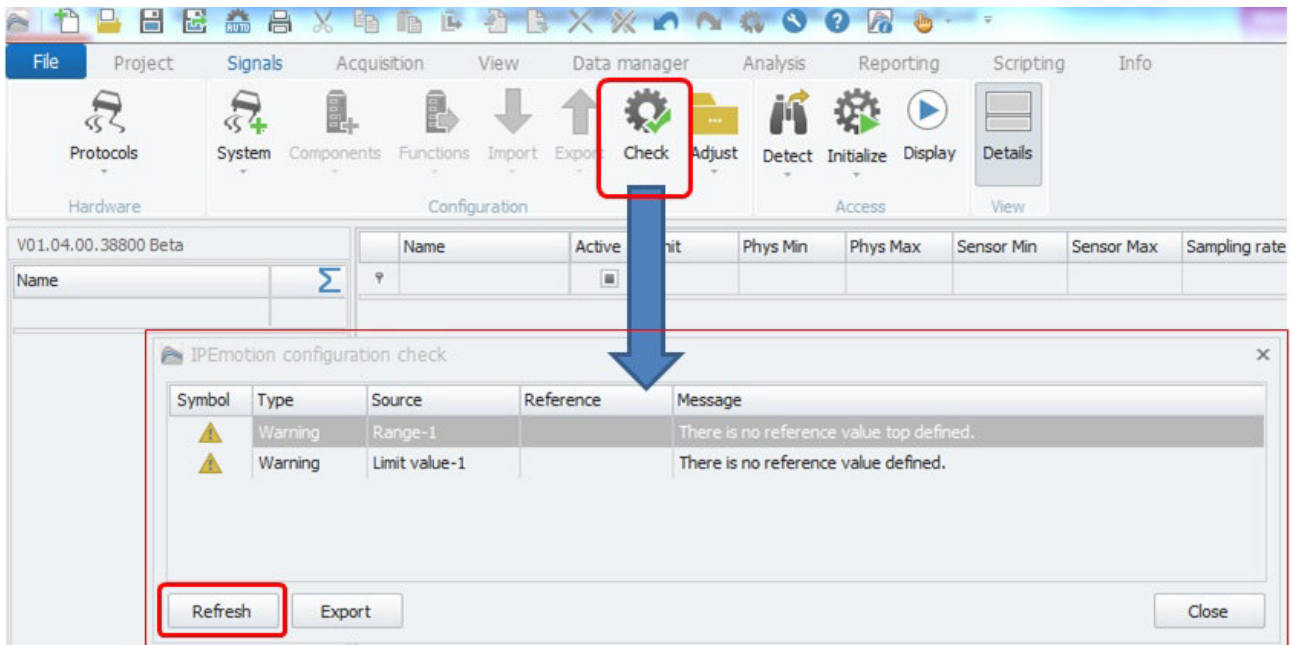 AUTO
File Project Signals Acquisition View Data manager Analysis Reporting Scripting Info
Protocols System Components Functions Import Export Check Adjust Detect Initialize Display Details
Hardware Configuration Access View
V01.04.00.38800 Beta
Name Active Phys Min Phys Max Sensor Min Sensor Max Sampling rate
Name
IPEmotion configuration check
Symbol Type Source Reference Message
Warning Range-1 There is no reference value top defined.
Warning Limit value-1 There is no reference value defined.
Refresh Export Close